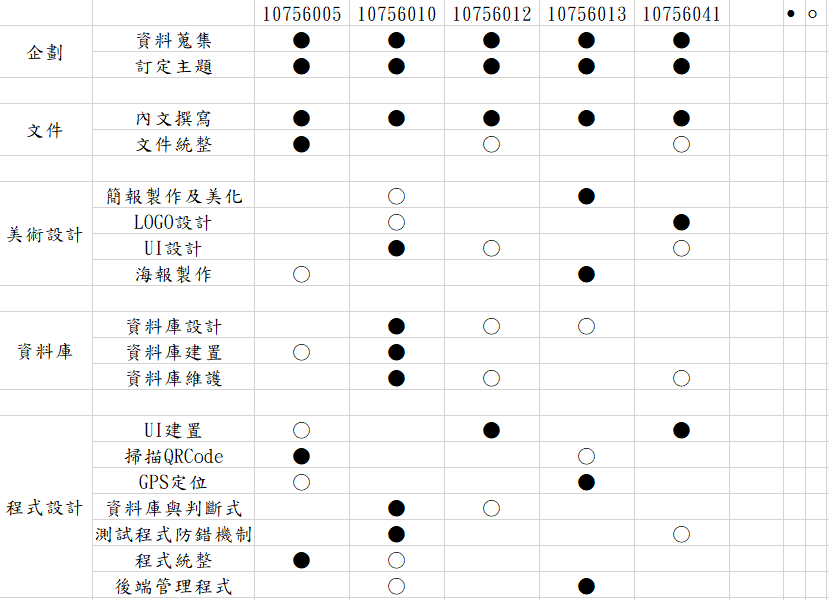 10756005 10756010 10756012 10756013 10756041 ● ○
企劃 資料蒐集 ● ● ● ● ●
訂定主題 ● ● ● ● ●
文件 內文撰寫 ● ● ● ● ●
文件統整 ● ○ ○
美術設計 簡報製作及美化 ○ ●
LOGO設計 ○ ●
UI設計 ● ○ ○
海報製作 ○ ●
資料庫 資料庫設計 ● ○ ○
資料庫建置 ○ ●
資料庫維護 ● ○ ○
程式設計 UI建置 ○ ● ●
掃描QRCode ● ○
GPS定位 ○ ●
資料庫與判斷式 ● ○
測試程式防錯機制 ● ○
程式統整 ● ○
後端管理程式 ○ ●